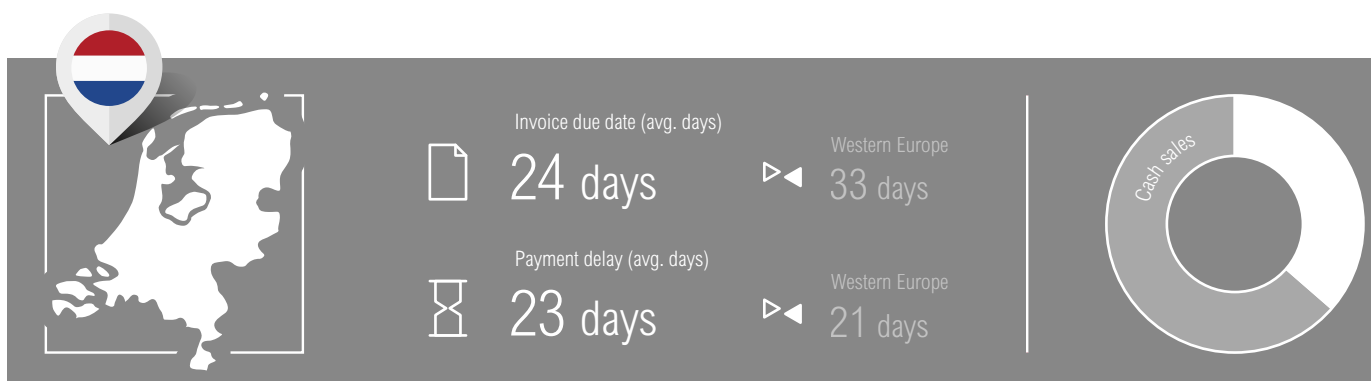 Invoice due date (avg. days)
24 days
Western Europe
33 days
Payment delay (avg. days)
23 days
Western Europe
21 days
Cash sales